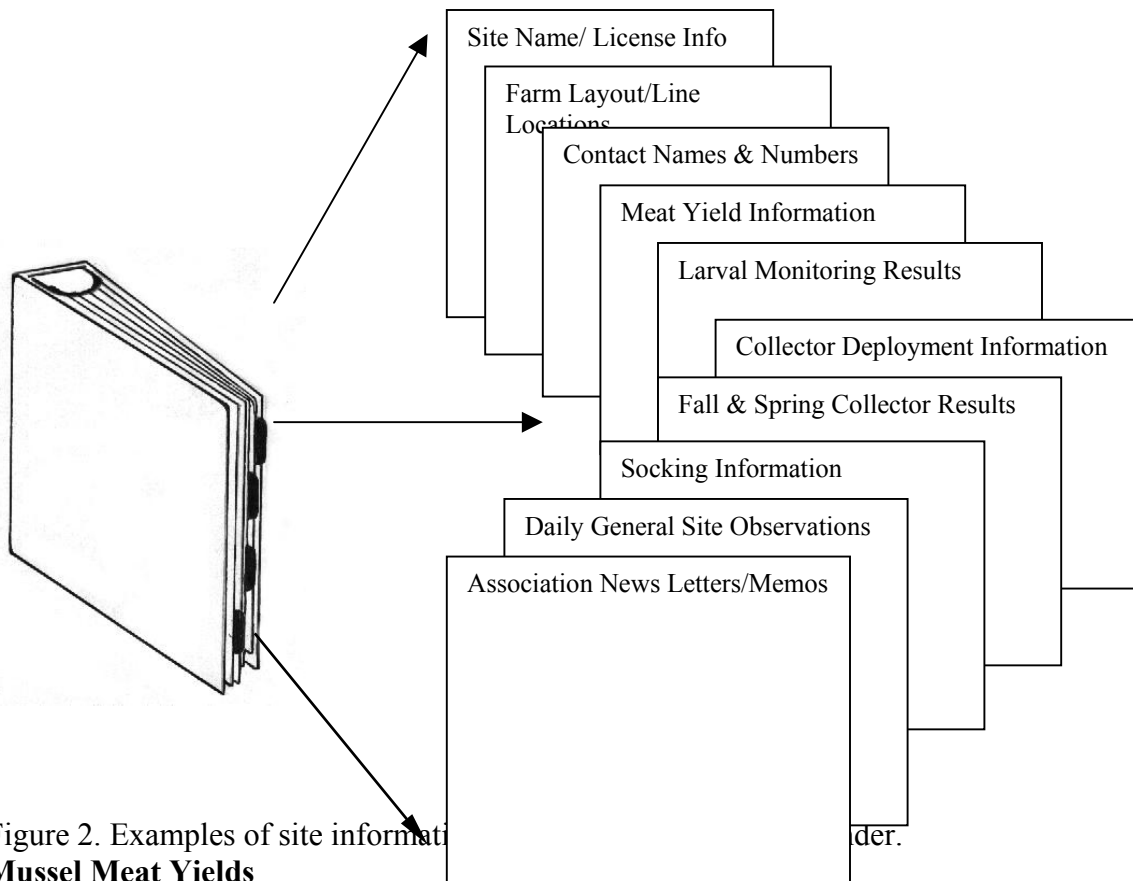 Site Name/ License Info
Farm Layout/Line
Locations
Contact Names & Numbers
Meat Yield Information
Larval Monitoring Results
Collector Deployment Information
Fall & Spring Collector Results
Socking Information
Daily General Site Observations
Association News Letters/Memos
Figure 2. Examples of site
Mussel Meat Yields